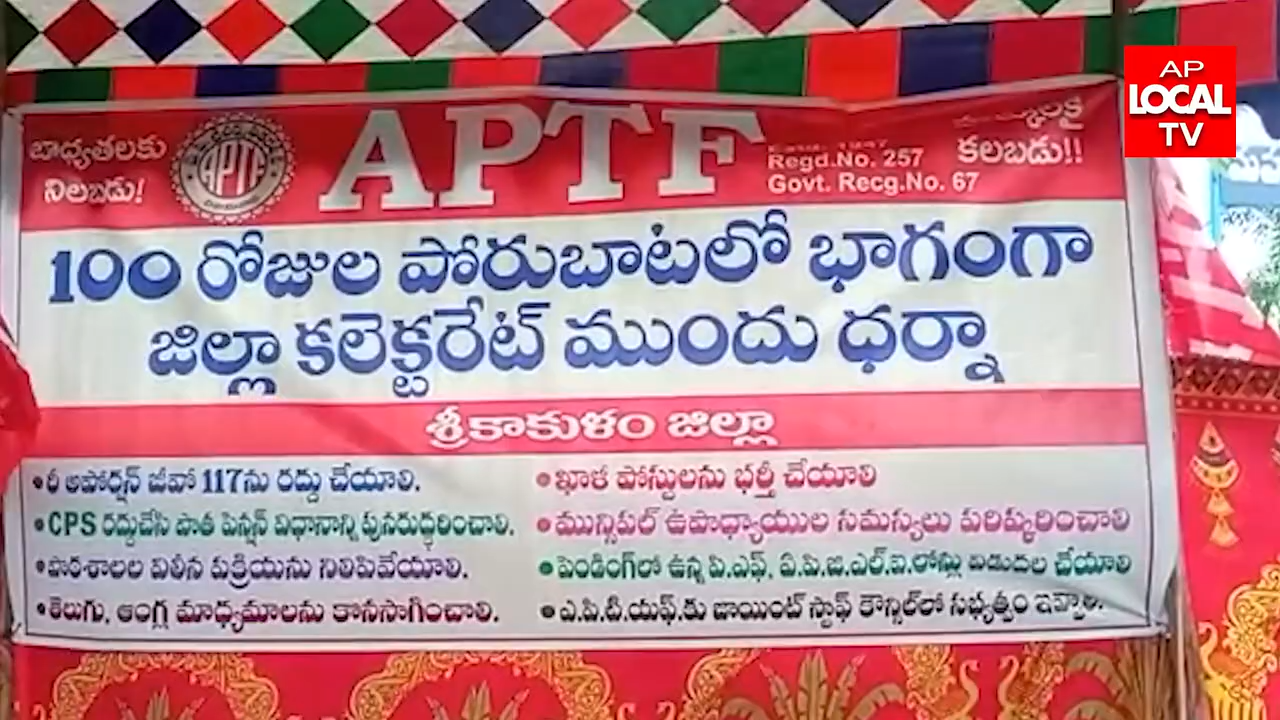 AP
LOCAL
TV
బాధ్యతలకు
నిలబడు!
APTF
APTF
Regd.No. 257
Govt. Recg.No. 67
కలబడు!!
100 రోజుల పోరుబాటలో భాగంగా
జిల్లా కలెక్టరేట్ ముందు ధర్నా
శ్రీకాకుళం జిల్లా
•రీ అపోర్షన్ జీవో 117ను రద్దు చేయాలి.
•CPS రద్దుచేసి పాత పెన్షన్ విధానాన్ని పునరుద్ధరించాలి.
•పాఠశాలల విలీన పక్రియను నిలిపివేయాలి.
•తెలుగు, ఆంగ్ల మాధ్యమాలను కొనసాగించాలి.
•ఖాళీ పోస్టులను భర్తీ చేయాలి
•మున్సిపల్ ఉపాధ్యాయుల సమస్యలు పరిష్కరించాలి
•పెండింగ్‌లో ఉన్న పి.ఎఫ్, ఏ.పి.జి.ఎల్.ఐ.లోన్లు విడుదల చేయాలి
•ఎ.పి.టి.యఫ్.కు జాయింట్ స్టాఫ్ కౌన్సిల్‌లో సభ్యత్వం ఇవ్వాలి.